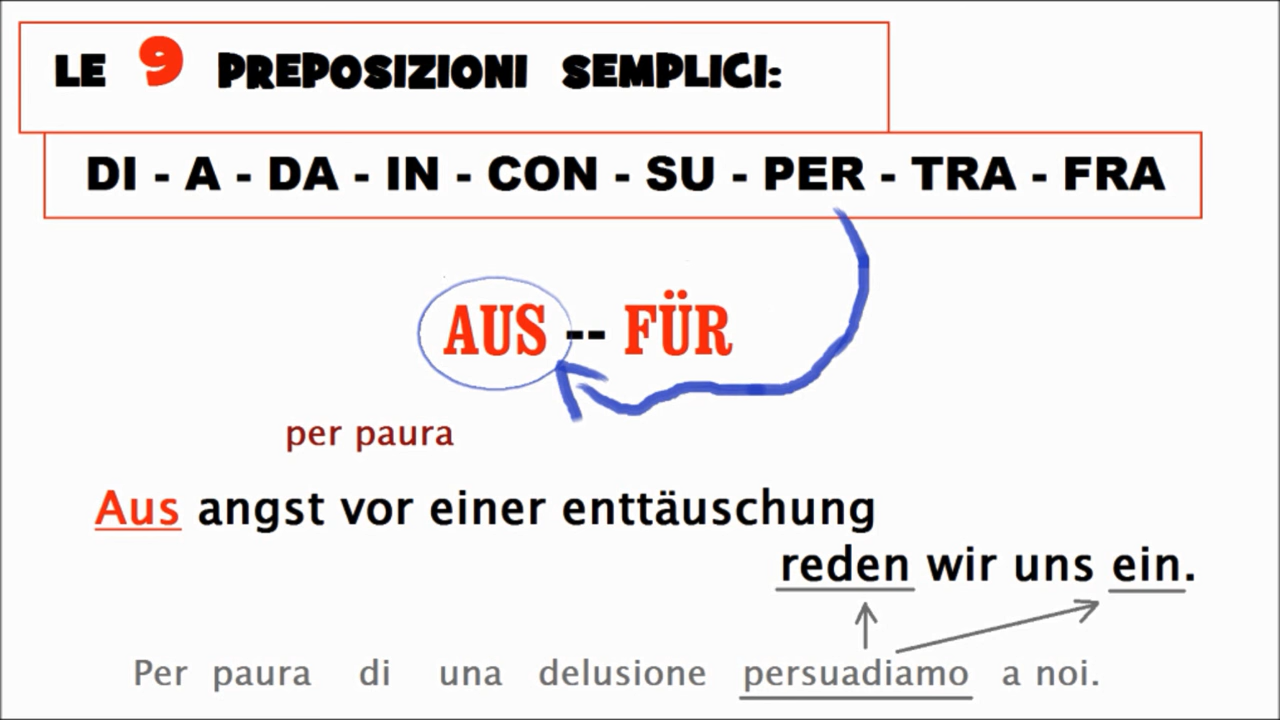 LE 9 PREPOSIZIONI SEMPLICI:
DI - A - DA - IN - CON - SU - PER - TRA - FRA
AUS -- FÜR
per paura
Aus angst vor einer enttäuschung
reden wir uns ein.
Per paura di una delusione persuadiamo a noi.